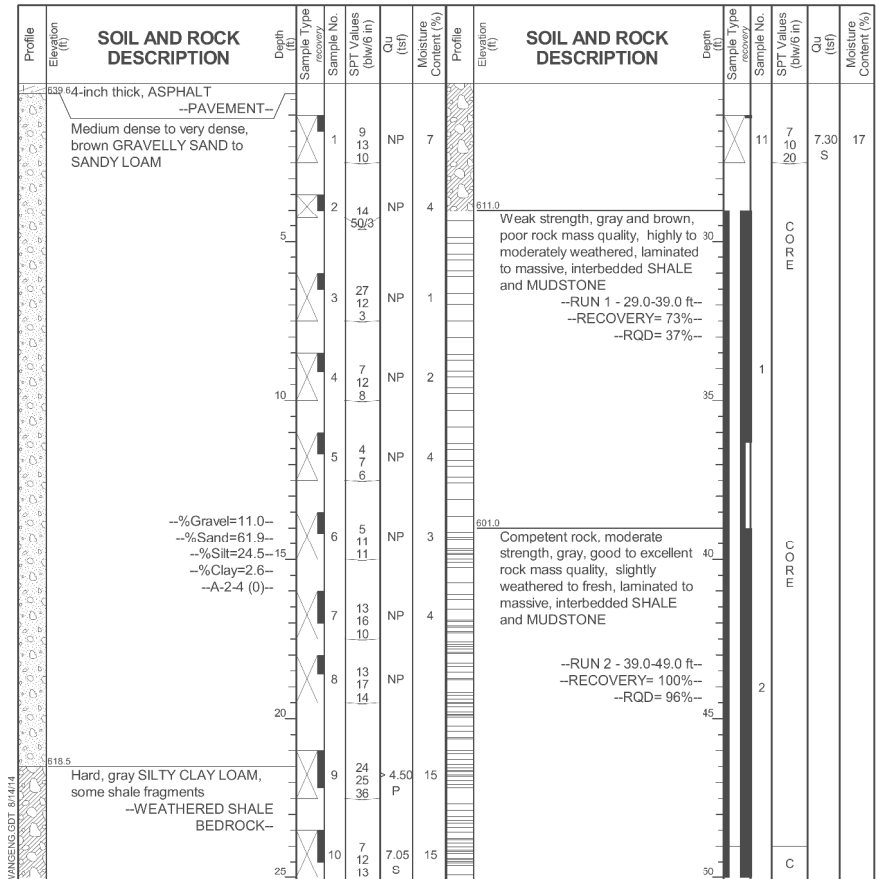 Profile
Elevation (ft)
SOIL AND ROCK DESCRIPTION
Depth (ft)
Sample Type
recovery
Sample No.
SPT Values (blw/6 in)
Qu (tsf)
Moisture Content (%)
639.6 4-inch thick, ASPHALT
--PAVEMENT--
Medium dense to very dense,
brown GRAVELLY SAND to
SANDY LOAM
1 9 13 10 NP 7
2 14 50/3 NP 4
5
3 27 12 3 NP 1
4 7 12 8 NP 2
10
5 4 7 6 NP 4
--%Gravel=11.0--
--%Sand=61.9--
--%Silt=24.5-- 15
--%Clay=2.6--
--A-2-4 (0)--
6 5 11 11 NP 3
7 13 16 10 NP 4
8 13 17 14 NP
20
618.5
Hard, gray SILTY CLAY LOAM,
some shale fragments
--WEATHERED SHALE
BEDROCK--
9 24 25 36 > 4.50 P 15
10 7 12 13 7.05 S 15
25
VANGENG.GDT 8/14/14
Profile
Elevation (ft)
SOIL AND ROCK DESCRIPTION
Depth (ft)
Sample Type
recovery
Sample No.
SPT Values (blw/6 in)
Qu (tsf)
Moisture Content (%)
11 7 10 20 7.30 S 17
611.0
Weak strength, gray and brown,
poor rock mass quality, highly to 30
moderately weathered, laminated
to massive, interbedded SHALE
and MUDSTONE
--RUN 1 - 29.0-39.0 ft--
--RECOVERY= 73%--
--RQD= 37%--
CORE
1
35
601.0
Competent rock, moderate
strength, gray, good to excellent 40
rock mass quality, slightly
weathered to fresh, laminated to
massive, interbedded SHALE
and MUDSTONE
CORE
--RUN 2 - 39.0-49.0 ft--
--RECOVERY= 100%--
--RQD= 96%--
2
45
C
50